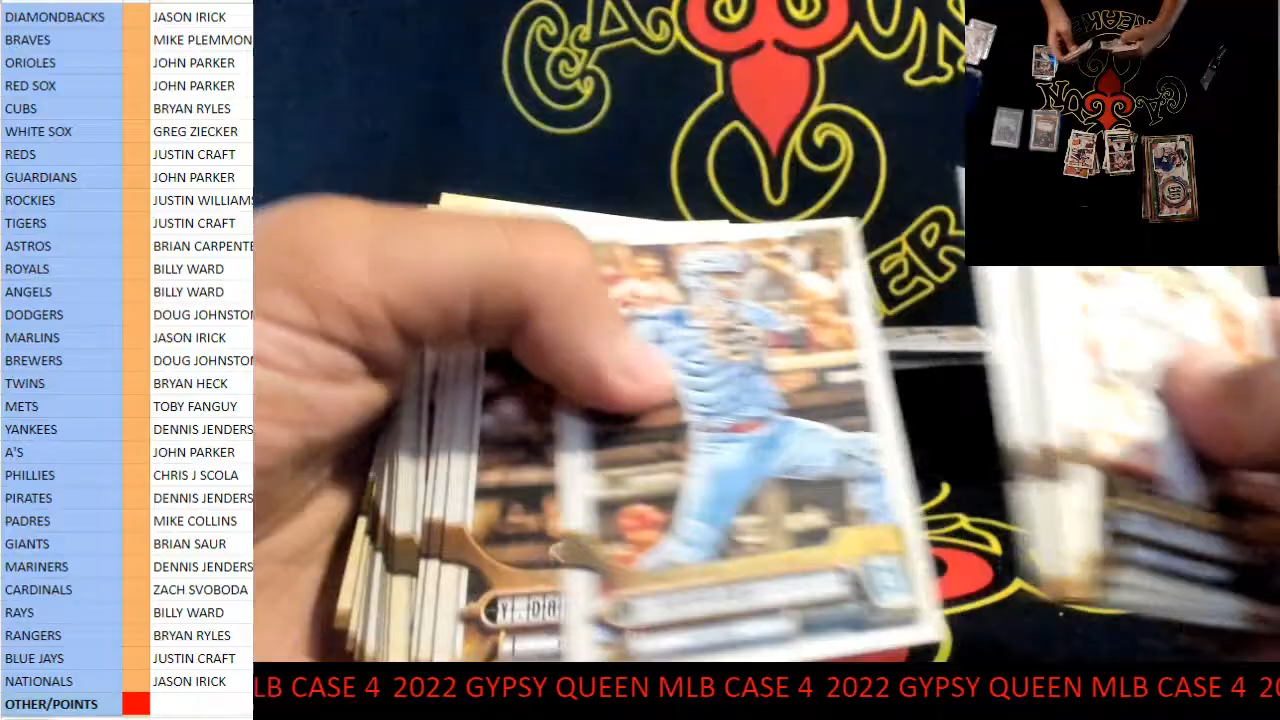 DIAMONDBACKS JASON IRICK
BRAVES MIKE PLEMMON
ORIOLES JOHN PARKER
RED SOX JOHN PARKER
CUBS BRYAN RYLES
WHITE SOX GREG ZIECKER
REDS JUSTIN CRAFT
GUARDIANS JOHN PARKER
ROCKIES JUSTIN WILLIAMS
TIGERS JUSTIN CRAFT
ASTROS BRIAN CARPENTE
ROYALS BILLY WARD
ANGELS BILLY WARD
DODGERS DOUG JOHNSTON
MARLINS JASON IRICK
BREWERS DOUG JOHNSTON
TWINS BRYAN HECK
METS TOBY FANGUY
YANKEES DENNIS JENDERS
A'S JOHN PARKER
PHILLIES CHRIS J SCOLA
PIRATES DENNIS JENDERS
PADRES MIKE COLLINS
GIANTS BRIAN SAUR
MARINERS DENNIS JENDERS
CARDINALS ZACH SVOBODA
RAYS BILLY WARD
RANGERS BRYAN RYLES
BLUE JAYS JUSTIN CRAFT
NATIONALS JASON IRICK
OTHER/POINTS
LB CASE 4 2022 GYPSY QUEEN MLB CASE 4 2022 GYPSY QUEEN MLB CASE 4 20